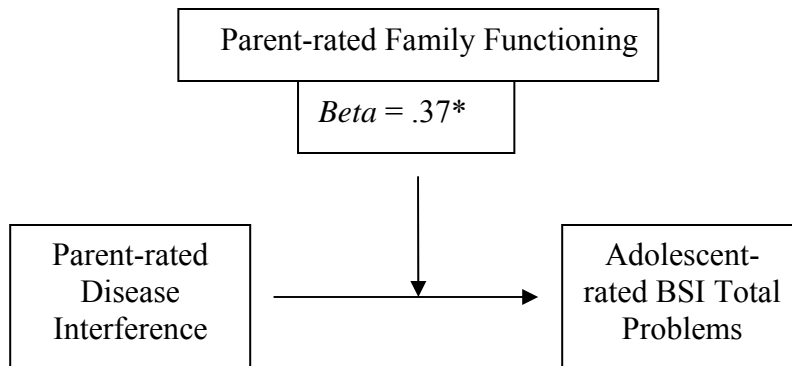 Parent-rated Family Functioning
Beta = .37*
Parent-rated
Disease
Interference
Adolescent-
rated BSI Total
Problems